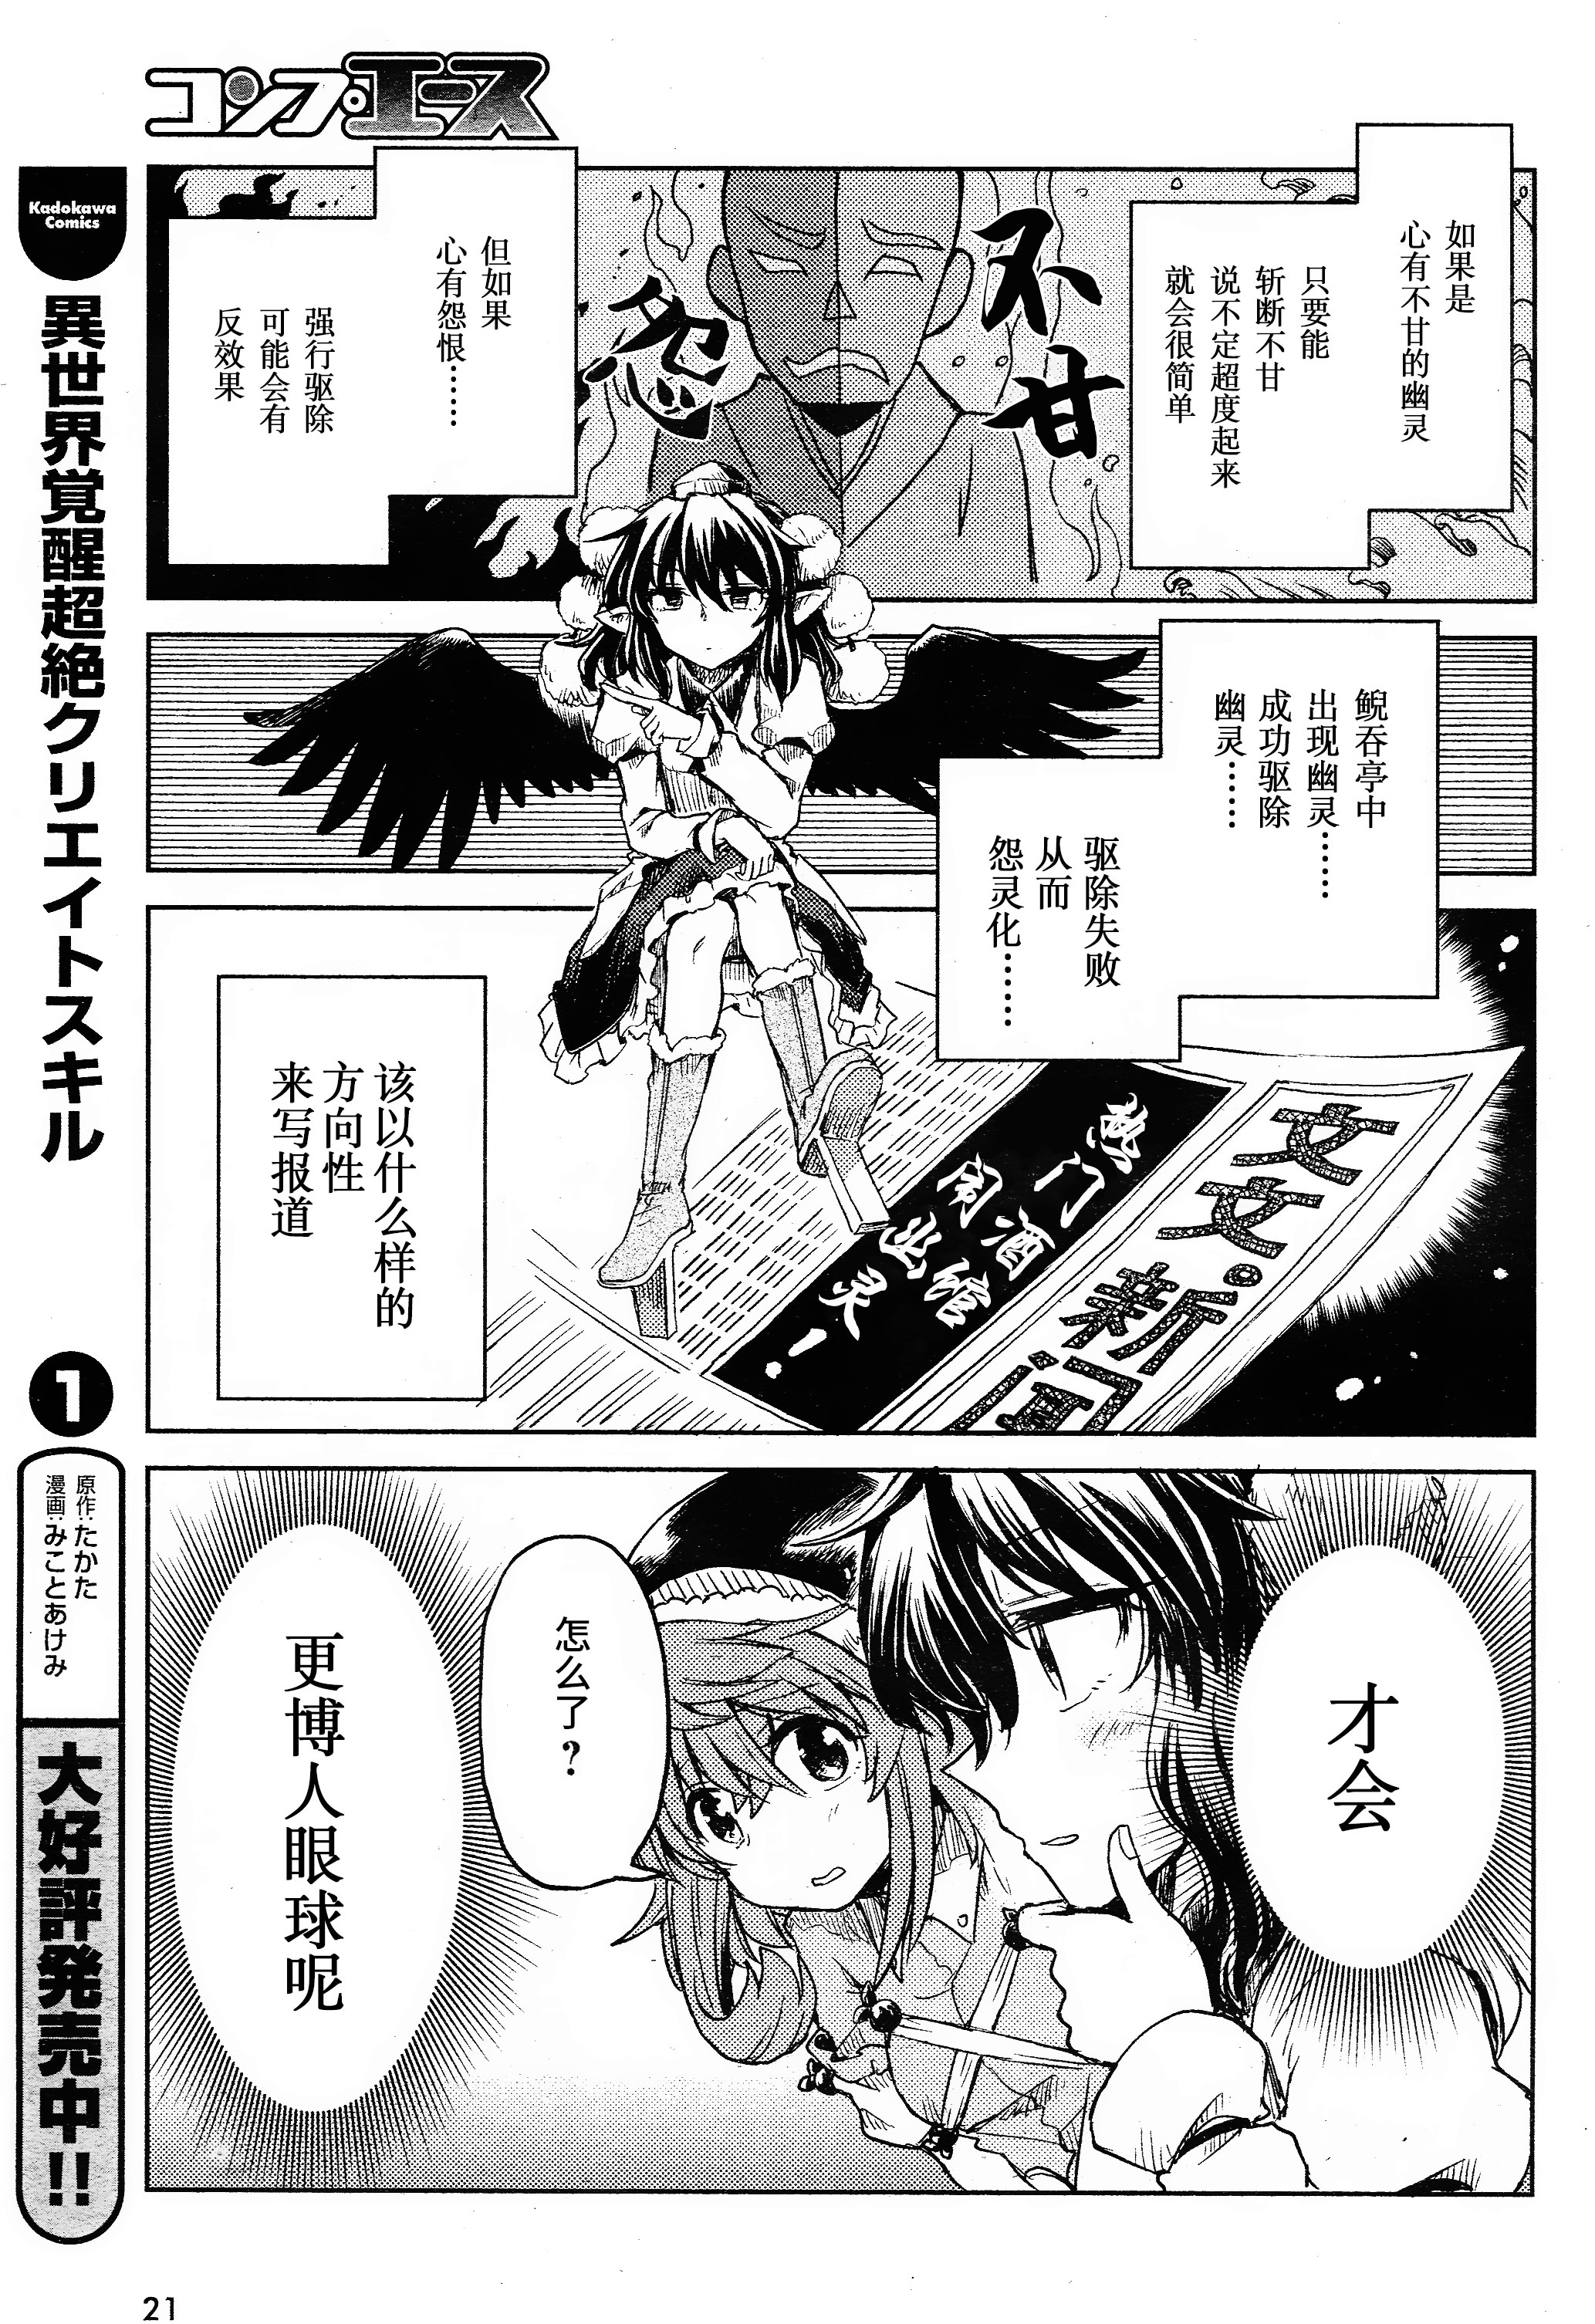 コンプエース
如果是
心有不甘的幽灵
只要能
斩断不甘
说不定超度起来
就会很简单
不甘
怨
但如果
心有怨恨……
强行驱除
可能会有
反效果
鲵吞亭中
出现幽灵……
成功驱除
幽灵……
驱除失败
从而
怨灵化……
文文。新闻
热门
酒馆
闹幽
灵！
该以什么样的
方向性
来写报道
才会
怎么了？
更博人眼球呢
Kadokawa
Comics
異世界覚醒超絶クリエイトスキル
1
原作:たかた
漫画:みことあけみ
大好評発売中!!
21